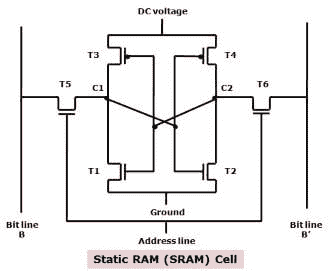 DC voltage
T3
T4
T5
C1
C2
T6
T1
T2
Ground
Bit line
B
Address line
Bit line
B'
Static RAM (SRAM) Cell